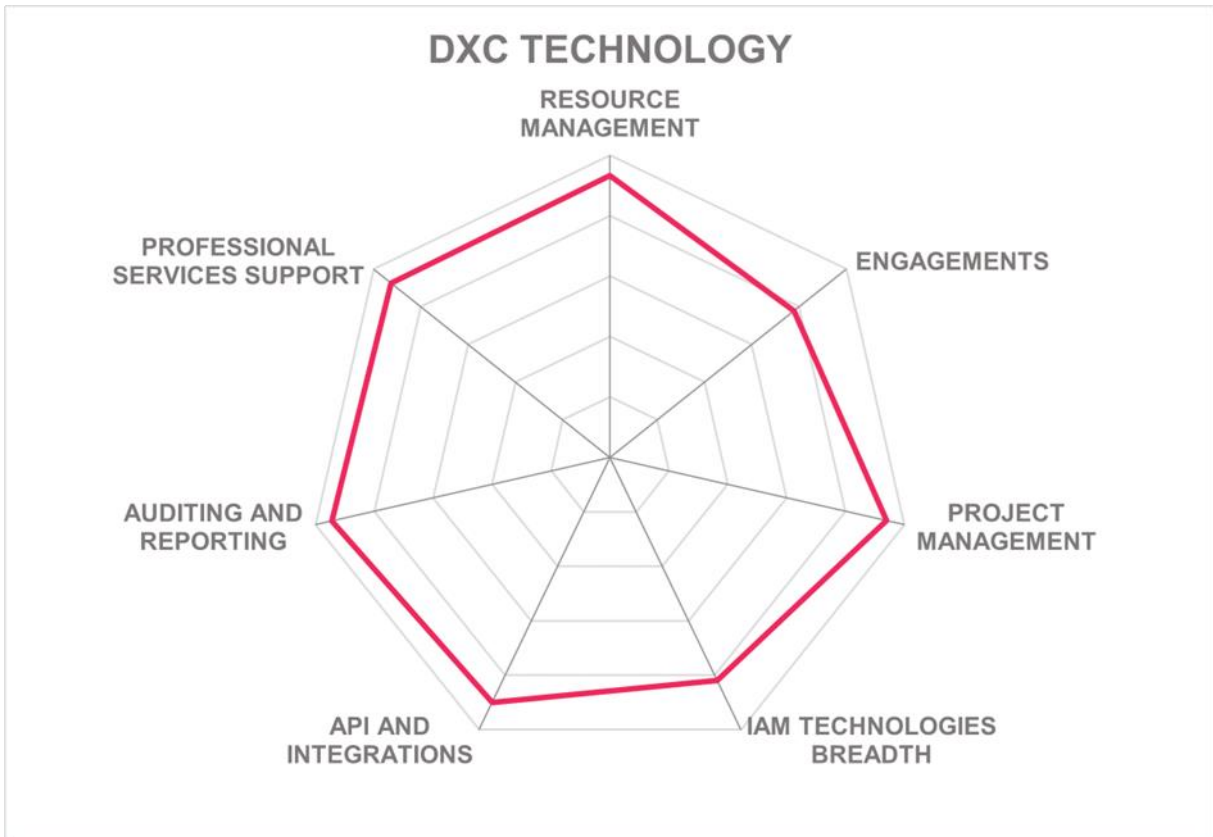 DXC TECHNOLOGY
RESOURCE
MANAGEMENT
PROFESSIONAL
SERVICES SUPPORT
ENGAGEMENTS
AUDITING AND
REPORTING
PROJECT
MANAGEMENT
API AND
INTEGRATIONS
IAM TECHNOLOGIES
BREADTH